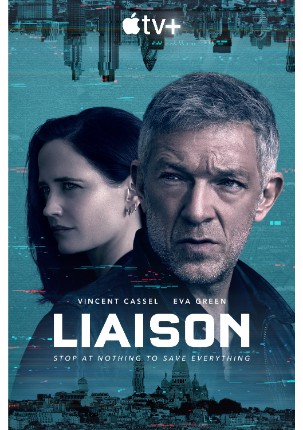 tv+
VINCENT CASSEL EVA GREEN
LIAISON
STOP AT NOTHING TO SAVE EVERYTHING